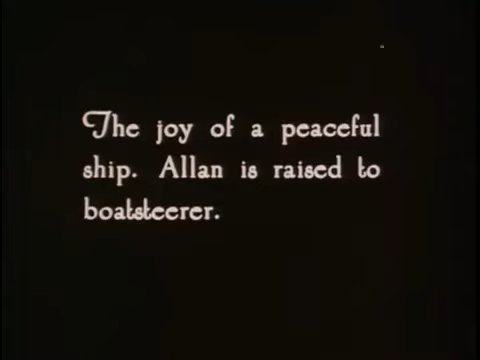 The joy of a peaceful
ship. Allan is raised to
boatsteerer.